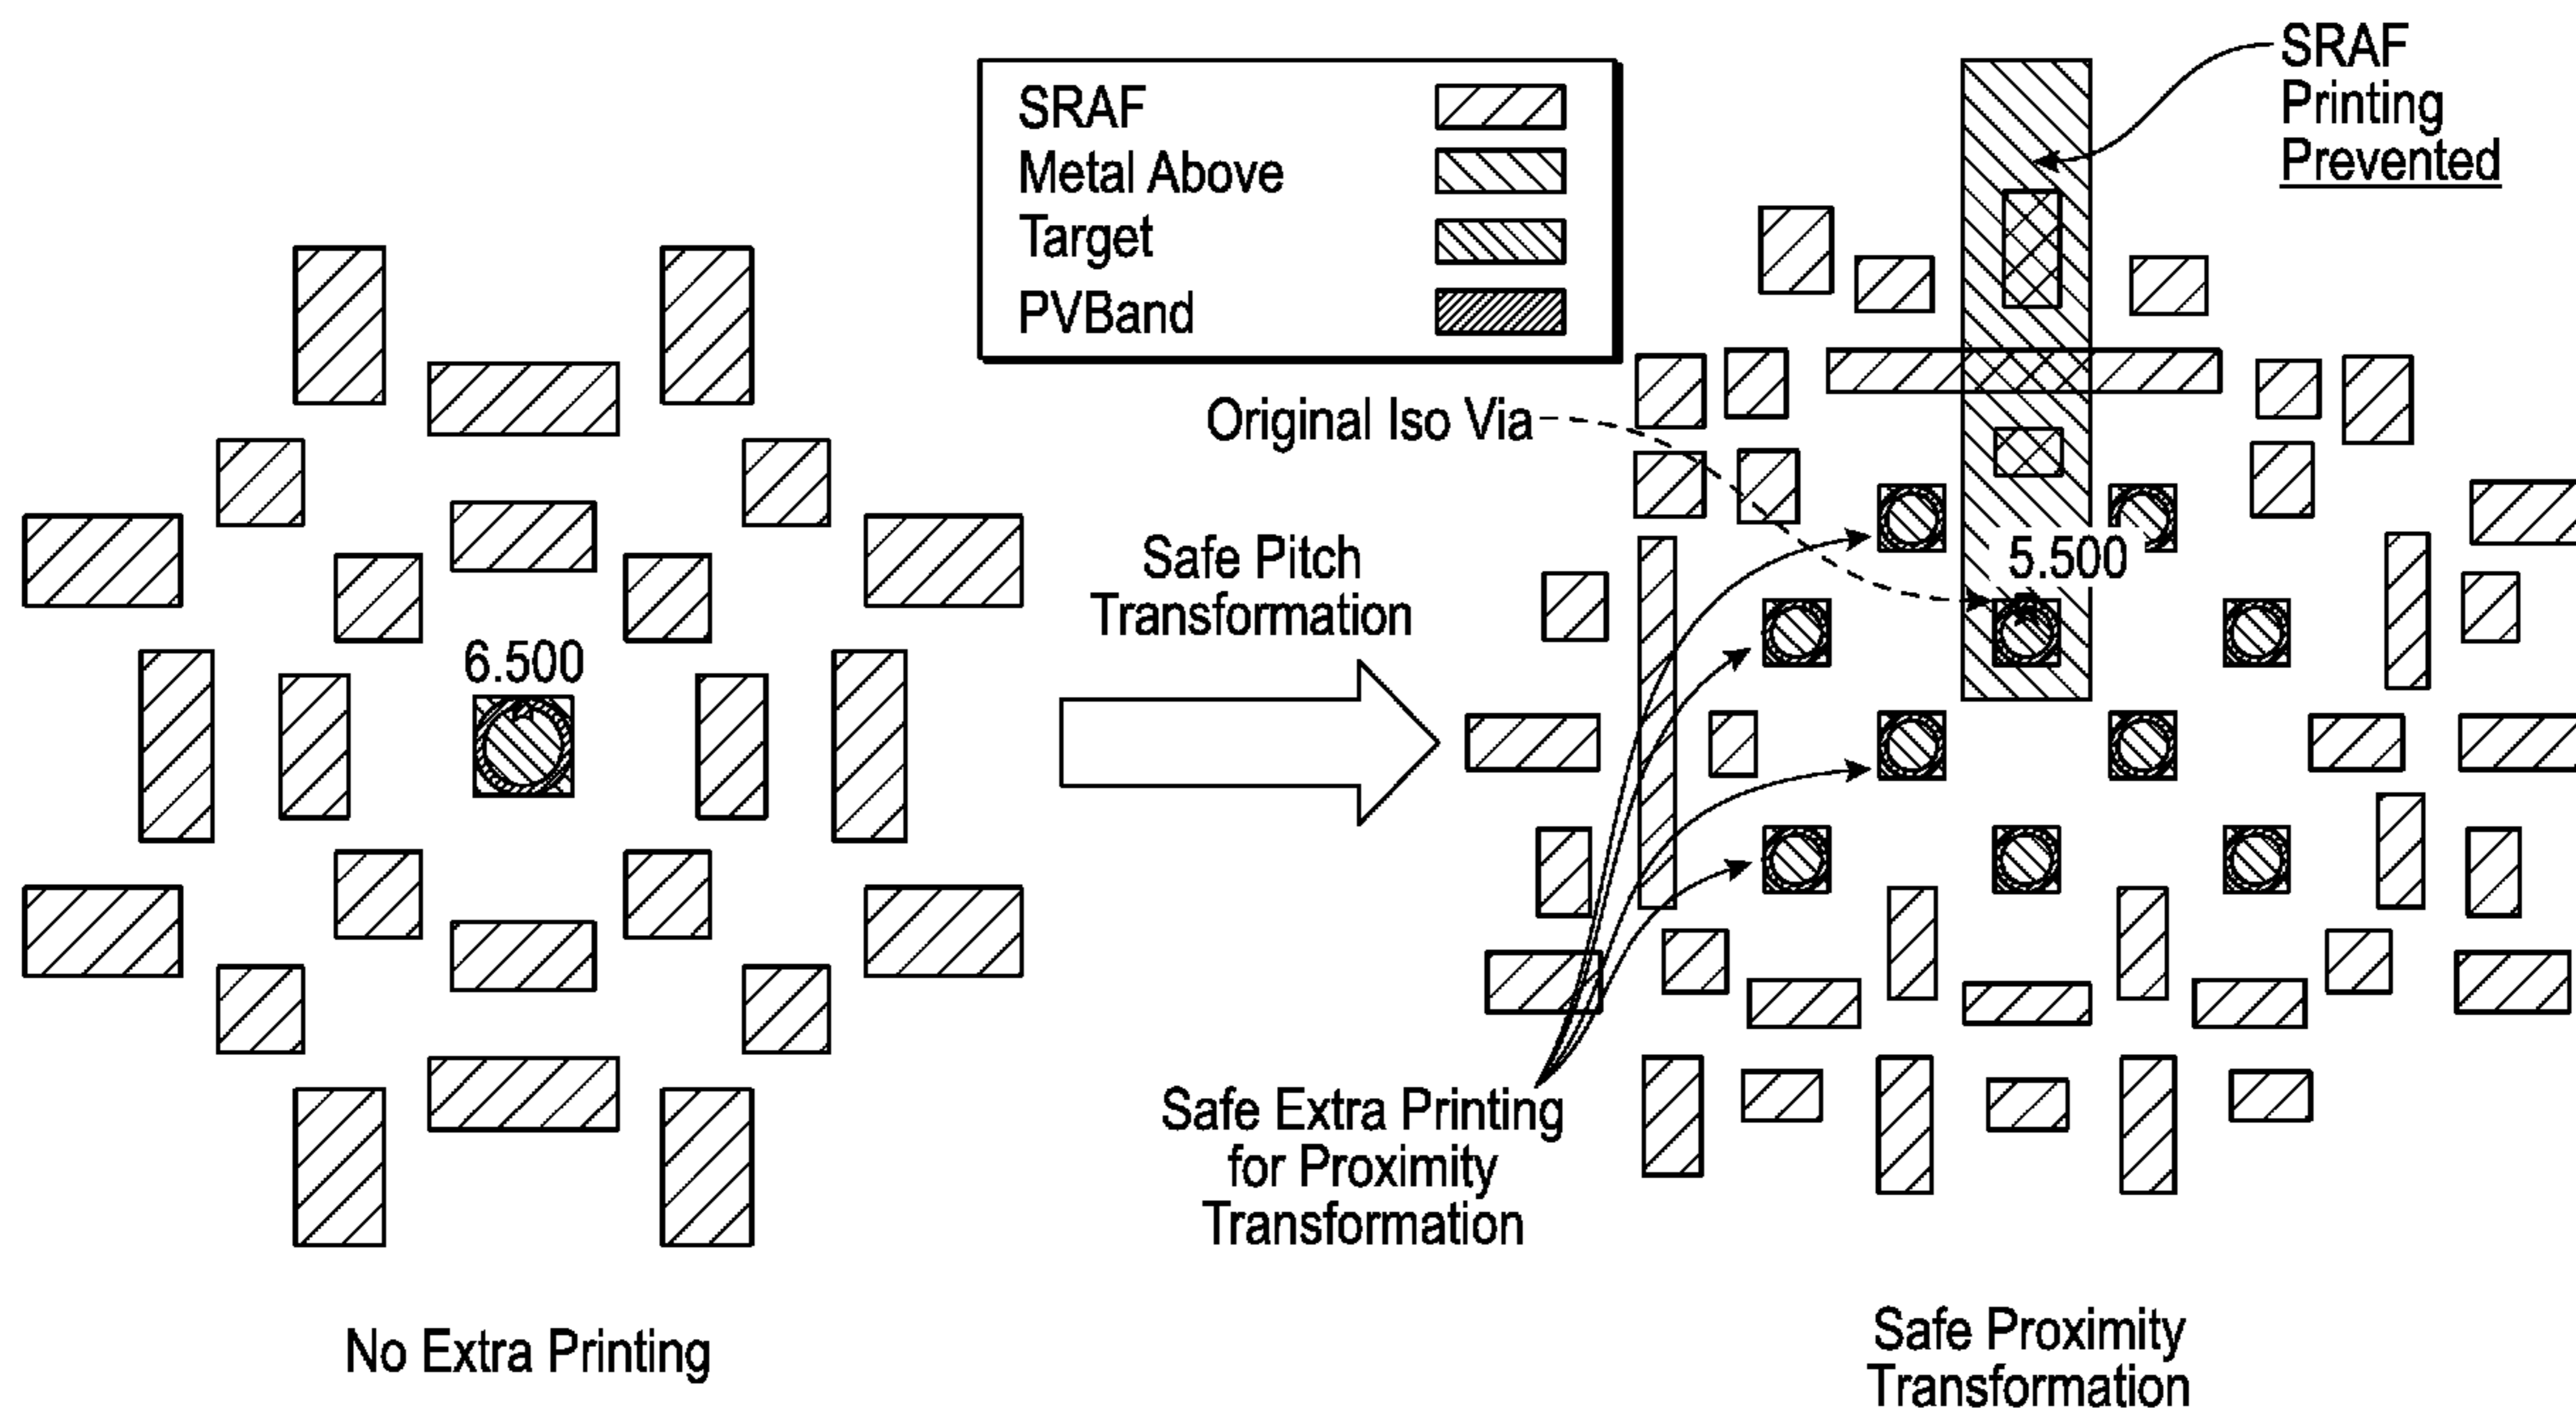 SRAF
Metal Above
Target
PVBand
SRAF
Printing
Prevented
Original Iso Via
Safe Pitch
Transformation
6.500
5.500
Safe Extra Printing
for Proximity
Transformation
No Extra Printing
Safe Proximity
Transformation